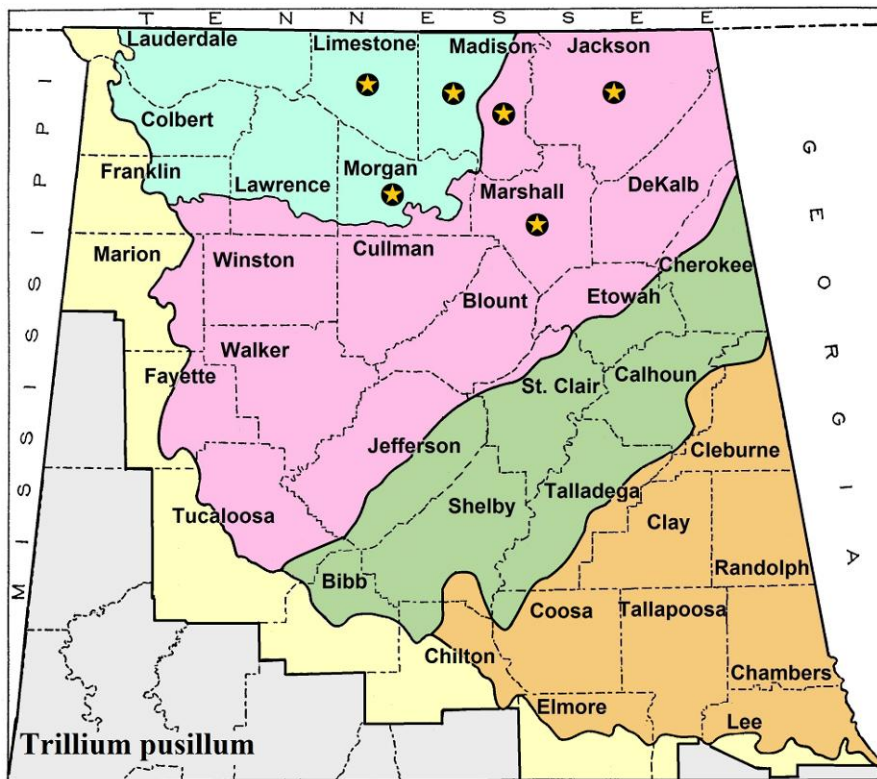 TENNESSEE
Lauderdale
Limestone
Madison
Jackson
Colbert
Franklin
Lawrence
Morgan
Marshall
DeKalb
Marion
Winston
Cullman
Cherokee
Blount
Etowah
Walker
Fayette
St. Clair
Calhoun
Jefferson
Cleburne
Tucaloosa
Shelby
Talladega
Clay
Randolph
Bibb
Coosa
Tallapoosa
Chilton
Chambers
Elmore
Lee
MISSISSIPPI
GEORGIA
Trillium pusillum